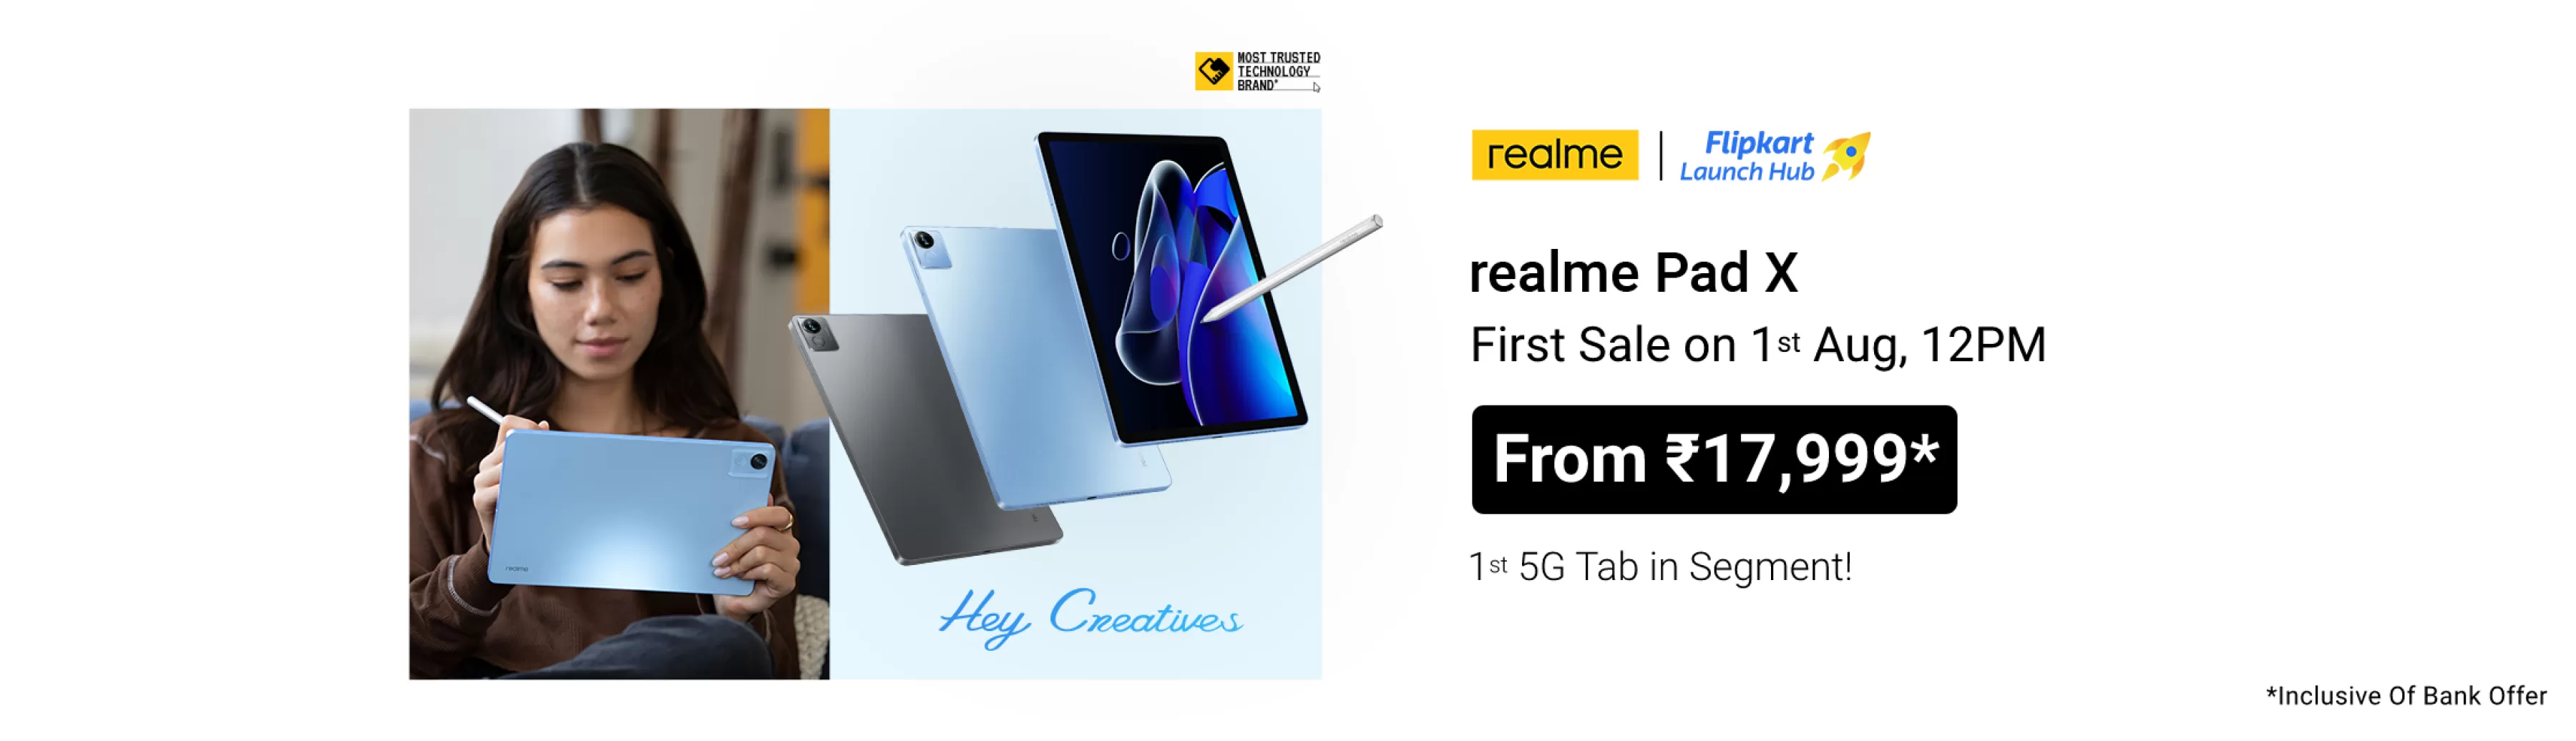 MOST TRUSTED
TECHNOLOGY
BRAND*
realme
Flipkart
Launch Hub
realme Pad X
First Sale on 1st Aug, 12PM
From ₹17,999*
1st 5G Tab in Segment!
realme
Hey Creatives
*Inclusive Of Bank Offer